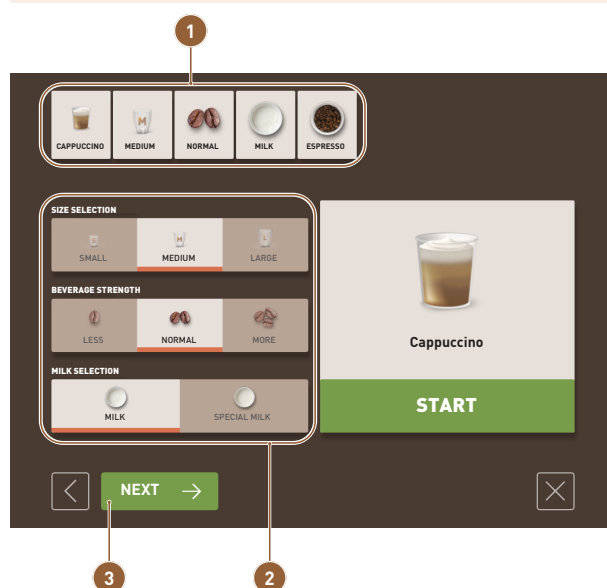 1
M
CAPPUCCINO MEDIUM NORMAL MILK ESPRESSO
SIZE SELECTION
S M L
SMALL MEDIUM LARGE
BEVERAGE STRENGTH
LESS NORMAL MORE
MILK SELECTION
MILK SPECIAL MILK
Cappuccino
START
NEXT
3 2